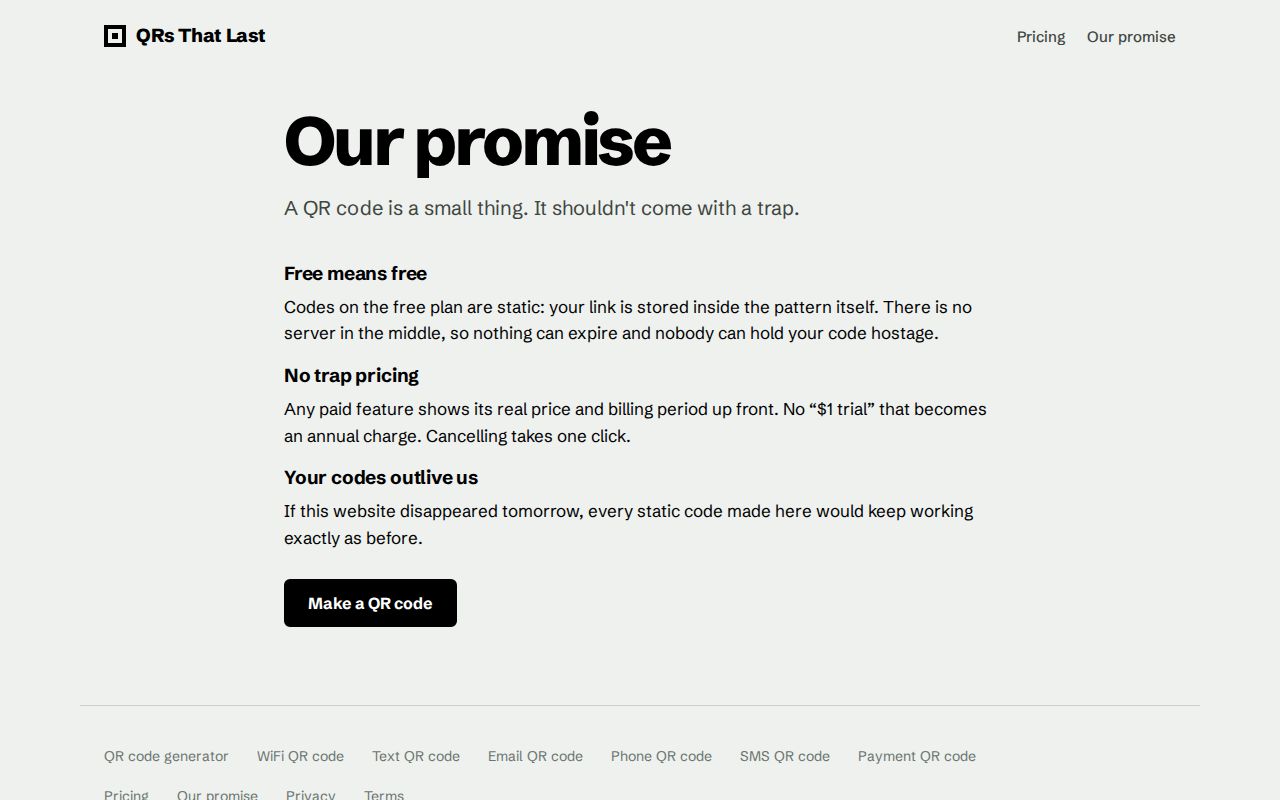 QRs That Last
Pricing
Our promise
Our promise
A QR code is a small thing. It shouldn't come with a trap.
Free means free
Codes on the free plan are static: your link is stored inside the pattern itself. There is no
server in the middle, so nothing can expire and nobody can hold your code hostage.
No trap pricing
Any paid feature shows its real price and billing period up front. No “$1 trial” that becomes
an annual charge. Cancelling takes one click.
Your codes outlive us
If this website disappeared tomorrow, every static code made here would keep working
exactly as before.
Make a QR code
QR code generator WiFi QR code Text QR code Email QR code Phone QR code SMS QR code Payment QR code
Pricing Our promise Privacy Terms